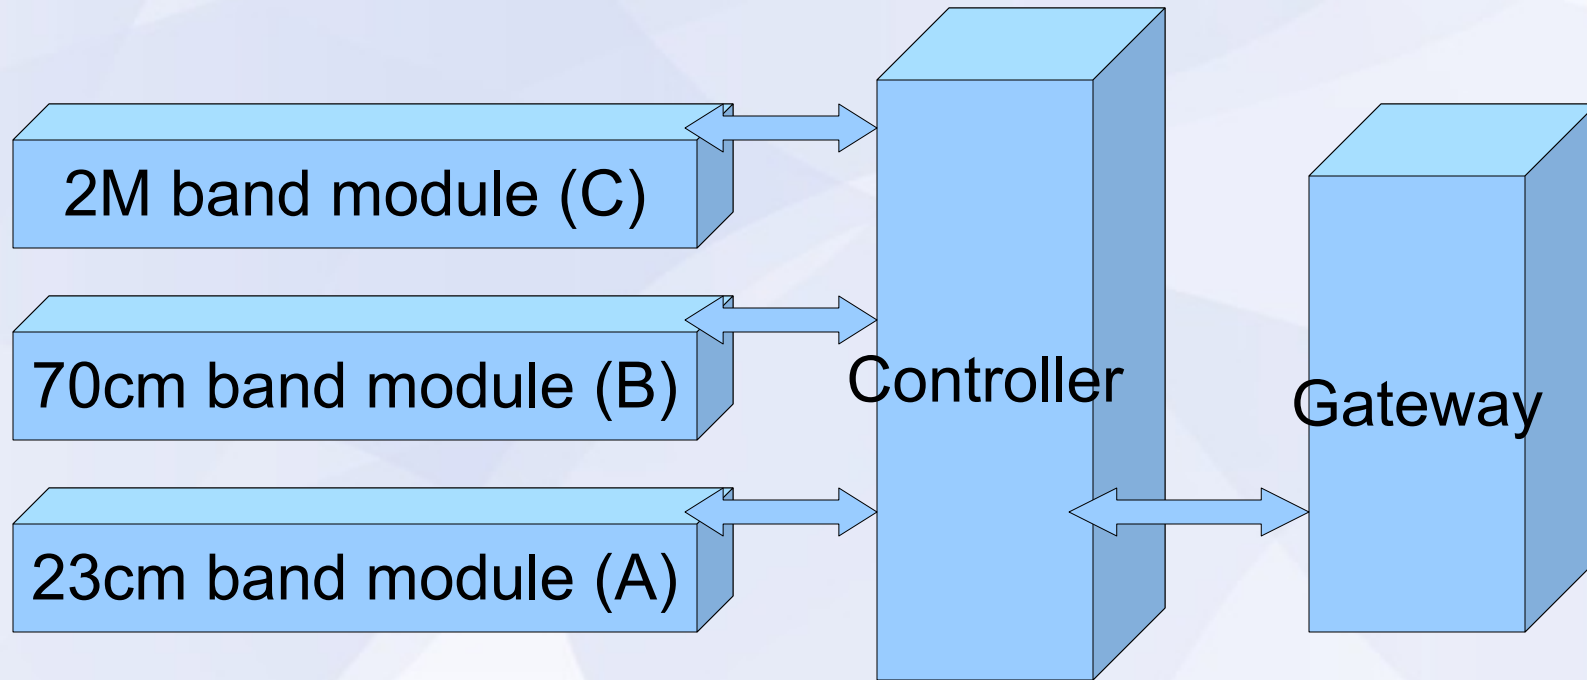 2M band module (C)
70cm band module (B)
23cm band module (A)
Controller
Gateway